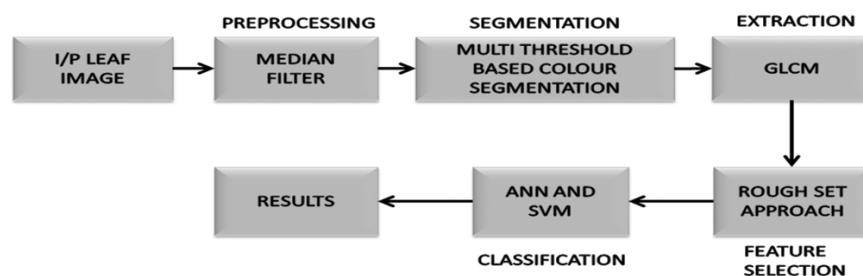 PREPROCESSING
SEGMENTATION
EXTRACTION
I/P LEAF
IMAGE
MEDIAN
FILTER
MULTI THRESHOLD
BASED COLOUR
SEGMENTATION
GLCM
RESULTS
ANN AND
SVM
ROUGH SET
APPROACH
CLASSIFICATION
FEATURE
SELECTION